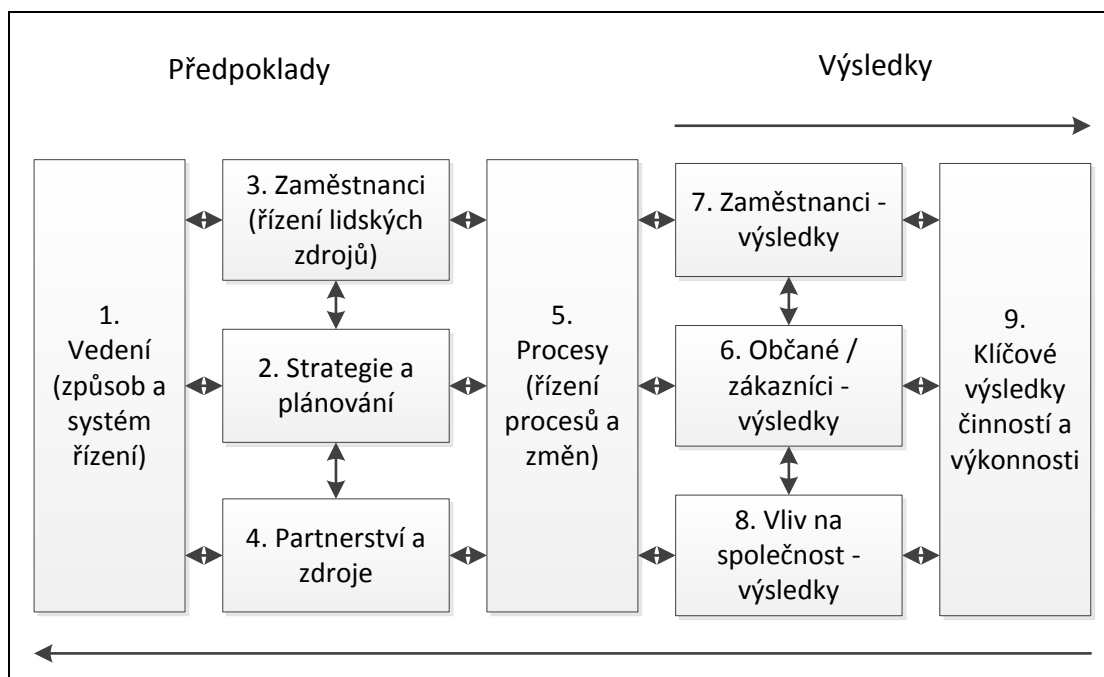 Předpoklady
Výsledky
1.
Vedení
(způsob a
systém
řízení)
3. Zaměstnanci
(řízení lidských
zdrojů)
2. Strategie a
plánování
4. Partnerství a
zdroje
5.
Procesy
(řízení
procesů a
změn)
7. Zaměstnanci -
výsledky
6. Občané /
zákazníci -
výsledky
8. Vliv na
společnost -
výsledky
9.
Klíčové
výsledky
činností a
výkonnosti